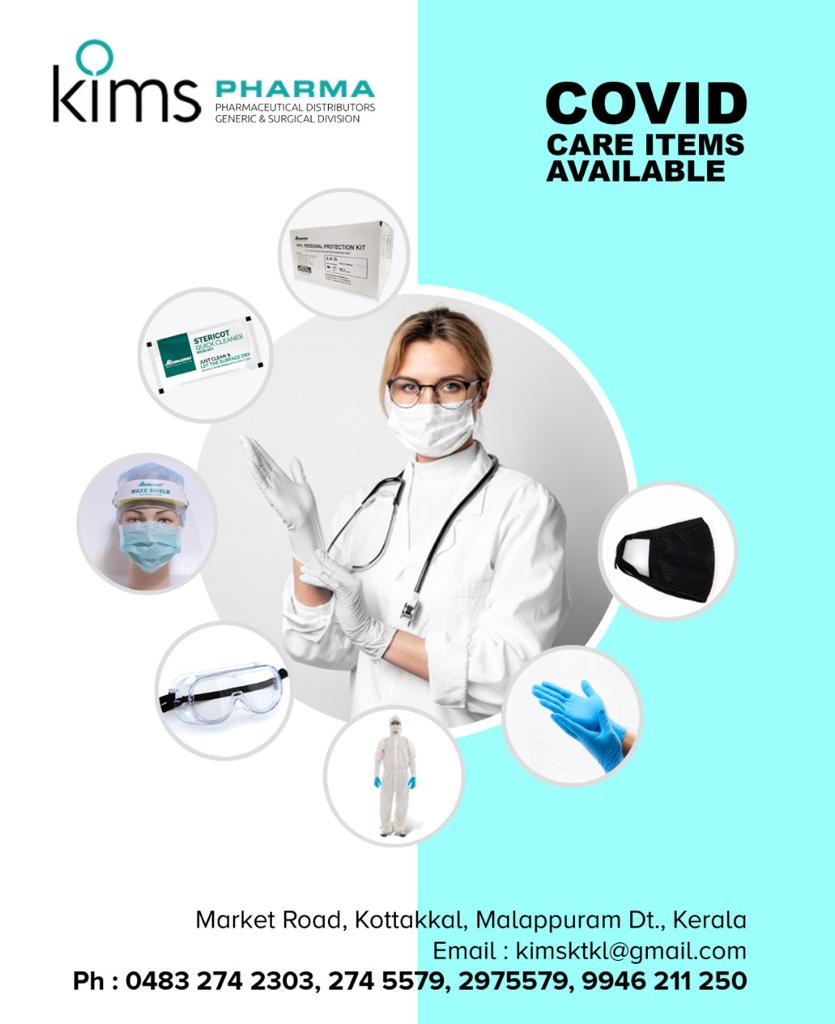 kims PHARMA
PHARMACEUTICAL DISTRIBUTORS
GENERIC & SURGICAL DIVISION
COVID
CARE ITEMS
AVAILABLE
PERSONAL PROTECTION KIT
STERICOT
QUICK CLEANER
JUST CLEAN &
LET THE SURFACE DRY
MAXX SHIELD
Market Road, Kottakkal, Malappuram Dt., Kerala
Email : kimsktkl@gmail.com
Ph : 0483 274 2303, 274 5579, 2975579, 9946 211 250